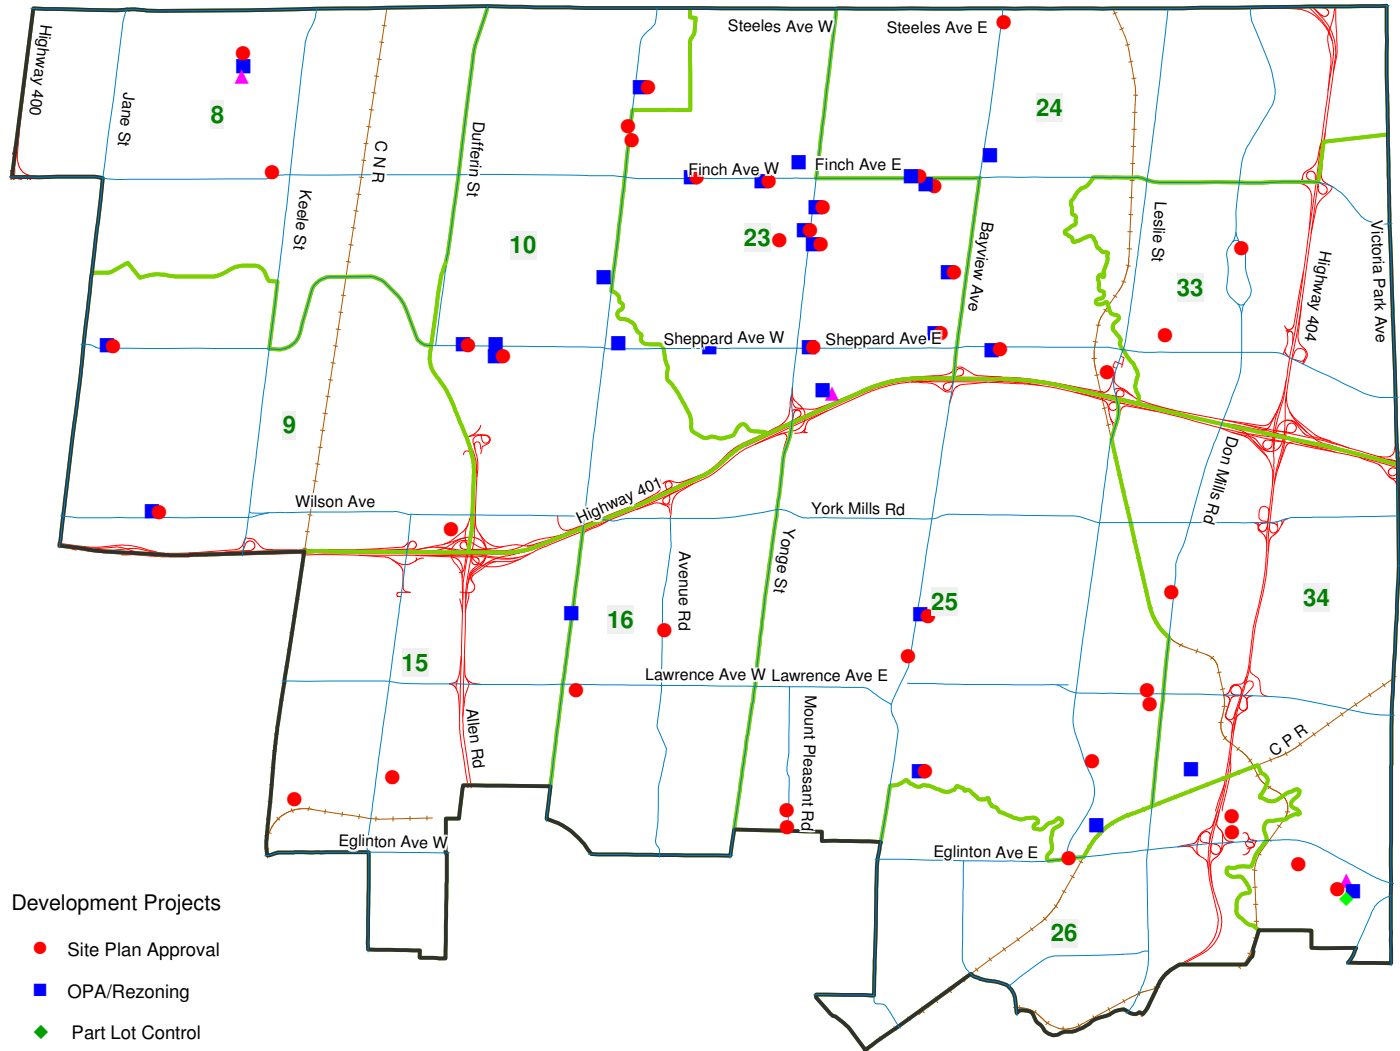 Steeles Ave W
Steeles Ave E
Highway 400
Jane St
8
24
CNR
Dufferin St
Finch Ave W
Finch Ave E
Keele St
10
23
Bayview Ave
Leslie St
33
Highway 404
Victoria Park Ave
Sheppard Ave W
Sheppard Ave E
9
Don Mills Rd
Wilson Ave
Highway 401
York Mills Rd
Yonge St
Avenue Rd
16
25
34
15
Lawrence Ave W
Lawrence Ave E
Allen Rd
Mount Pleasant Rd
CPR
Eglinton Ave W
Eglinton Ave E
26
Development Projects
Site Plan Approval
OPA/Rezoning
Part Lot Control